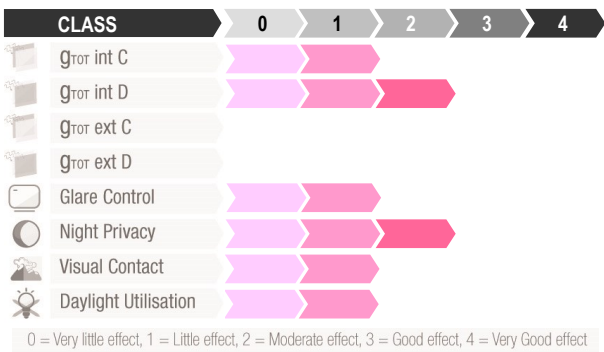 CLASS 0 1 2 3 4
gTOT int C
gTOT int D
gTOT ext C
gTOT ext D
Glare Control
Night Privacy
Visual Contact
Daylight Utilisation
0 = Very little effect, 1 = Little effect, 2 = Moderate effect, 3 = Good effect, 4 = Very Good effect